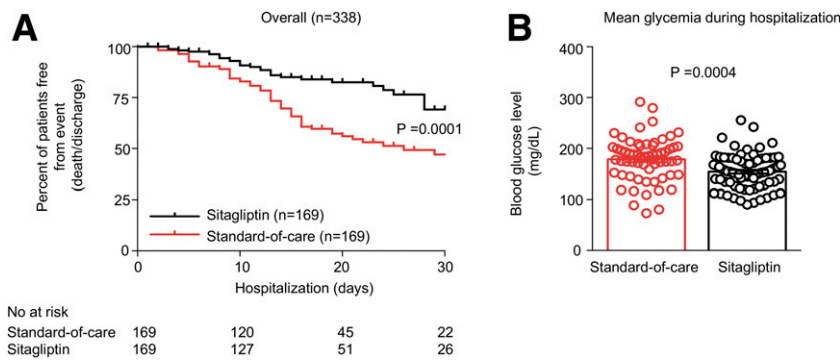 A
Overall (n=338)
Percent of patients free
from event
(death/discharge)
100
75
50
25
0
P =0.0001
Sitagliptin (n=169)
Standard-of-care (n=169)
0 10 20 30
Hospitalization (days)
No at risk
Standard-of-care 169 120 45 22
Sitagliptin 169 127 51 26
B
Mean glycemia during hospitalization
Blood glucose level
(mg/dL)
400
300
200
100
0
P =0.0004
Standard-of-care Sitagliptin